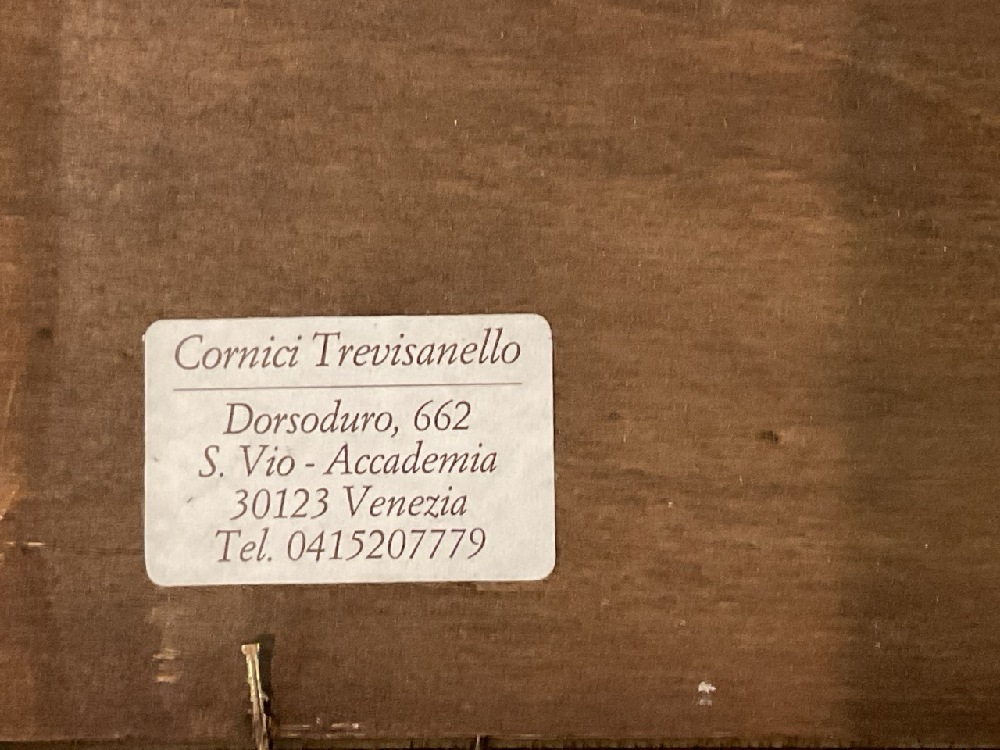 Cornici Trevisanello
Dorsoduro, 662
S. Vio - Accademia
30123 Venezia
Tel. 0415207779